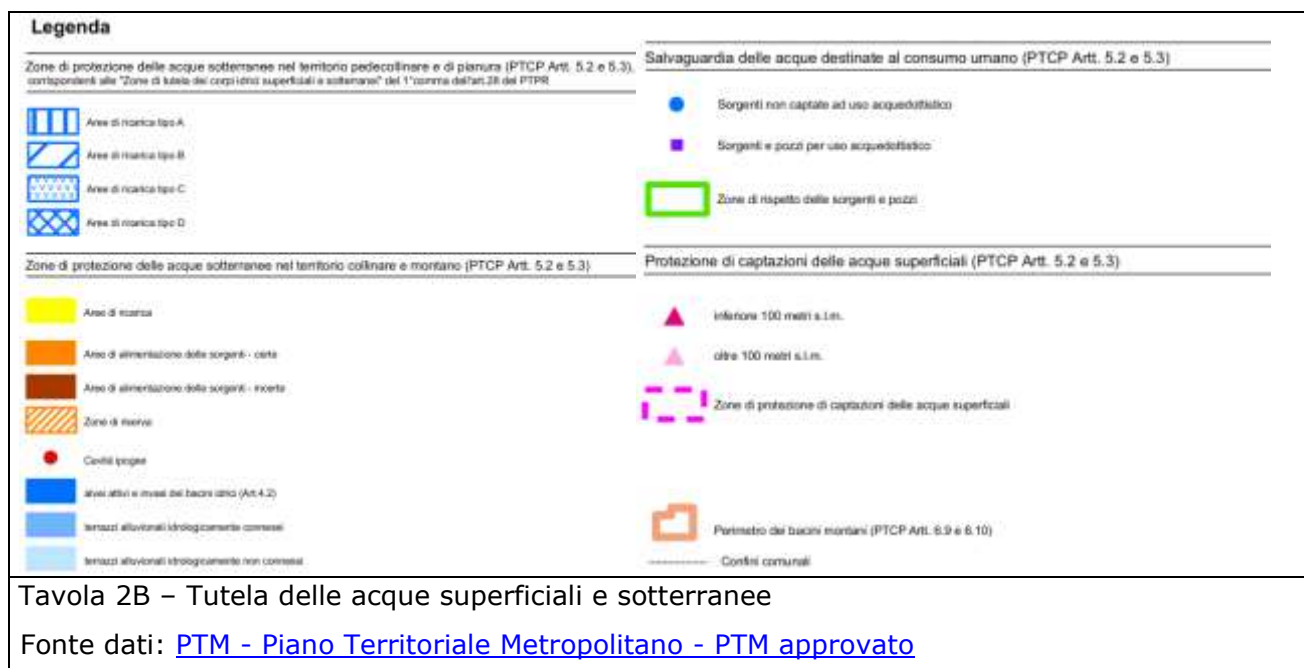 Legenda
Zone di protezione delle acque sotterranee nel territorio pedecollinare e di pianura (PTCP Artt. 5.2 e 5.3),
corrispondenti alle "Zone di tutela dei corpi idrici superficiali e sotterranei" del 1°comma dell'art.28 del PTPR
Aree di ricarica tipo A
Aree di ricarica tipo B
Aree di ricarica tipo C
Aree di ricarica tipo D
Zone di protezione delle acque sotterranee nel territorio collinare e montano (PTCP Artt. 5.2 e 5.3)
Aree di ricarica
Aree di alimentazione delle sorgenti - certe
Aree di alimentazione delle sorgenti - incerte
Zone di riserva
Cavità ipogee
alvei attivi e invasi dei bacini idrici (Art.4.2)
terrazzi alluvionali idrologicamente connessi
terrazzi alluvionali idrologicamente non connessi
Salvaguardia delle acque destinate al consumo umano (PTCP Artt. 5.2 e 5.3)
Sorgenti non captate ad uso acquedottistico
Sorgenti e pozzi per uso acquedottistico
Zone di rispetto delle sorgenti e pozzi
Protezione di captazioni delle acque superficiali (PTCP Artt. 5.2 e 5.3)
inferiore 100 metri s.l.m.
oltre 100 metri s.l.m.
Zone di protezione di captazioni delle acque superficiali
Perimetro dei bacini montani (PTCP Artt. 6.9 e 6.10)
Confini comunali
Tavola 2B – Tutela delle acque superficiali e sotterranee
Fonte dati: PTM - Piano Territoriale Metropolitano - PTM approvato